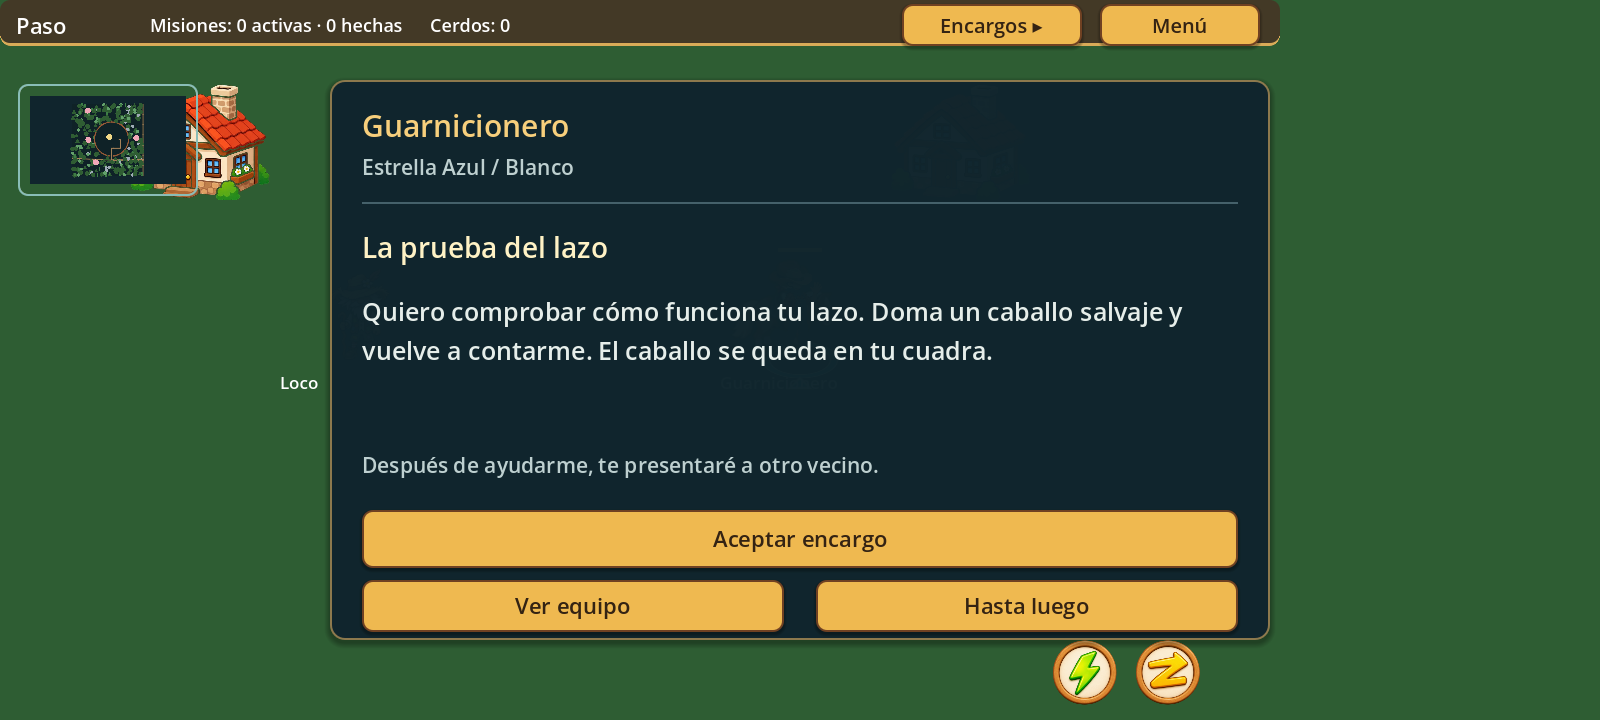 Paso
Misiones: 0 activas · 0 hechas
Cerdos: 0
Encargos ▸
Menú
Guarnicionero
Estrella Azul / Blanco
La prueba del lazo
Quiero comprobar cómo funciona tu lazo. Doma un caballo salvaje y
vuelve a contarme. El caballo se queda en tu cuadra.
Loco
Después de ayudarme, te presentaré a otro vecino.
Aceptar encargo
Ver equipo
Hasta luego